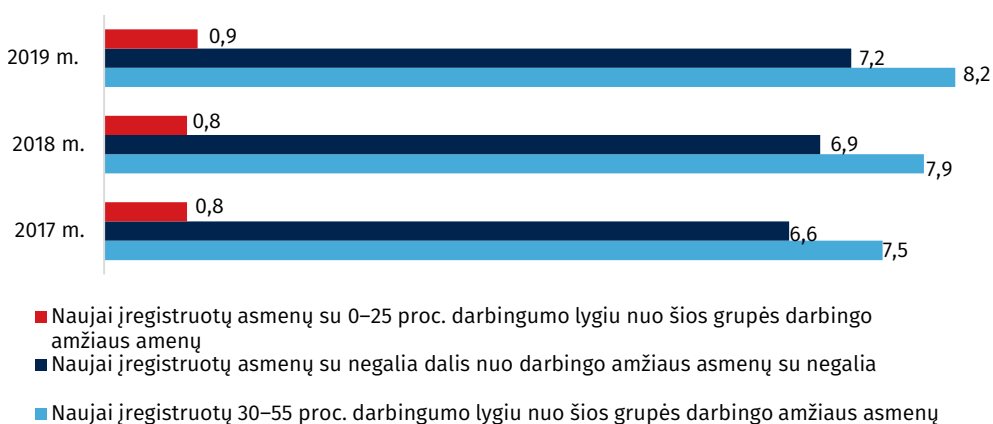 0,9
2019 m.
7,2
8,2
0,8
2018 m.
6,9
7,9
0,8
2017 m.
6,6
7,5
Naujai įregistruotų asmenų su 0–25 proc. darbingumo lygiu nuo šios grupės darbingo
amžiaus amenų
Naujai įregistruotų asmenų su negalia dalis nuo darbingo amžiaus asmenų su negalia
Naujai įregistruotų 30–55 proc. darbingumo lygiu nuo šios grupės darbingo amžiaus asmenų